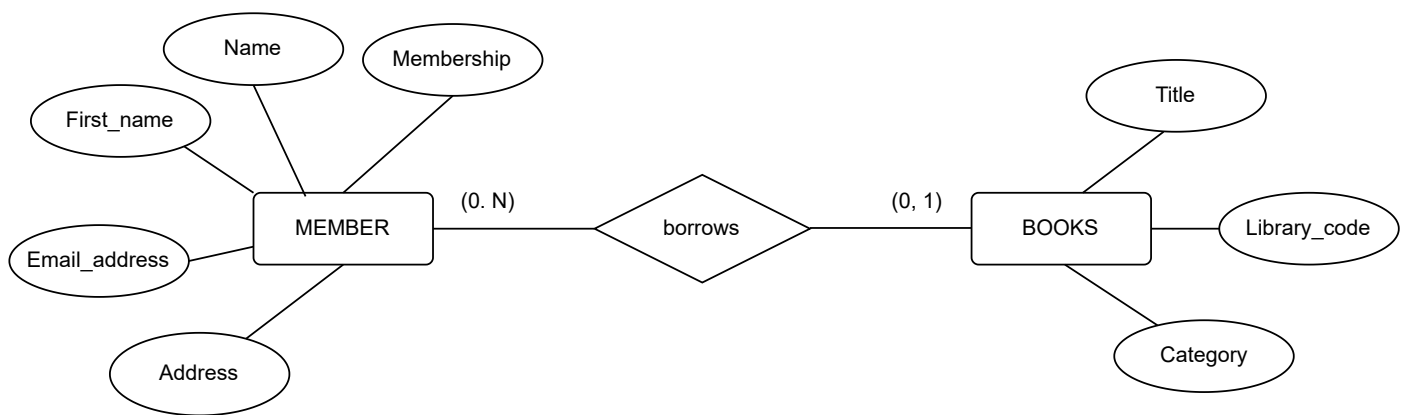 Name
Membership
Title
First_name
(0. N)
(0, 1)
MEMBER
borrows
BOOKS
Library_code
Email_address
Category
Address